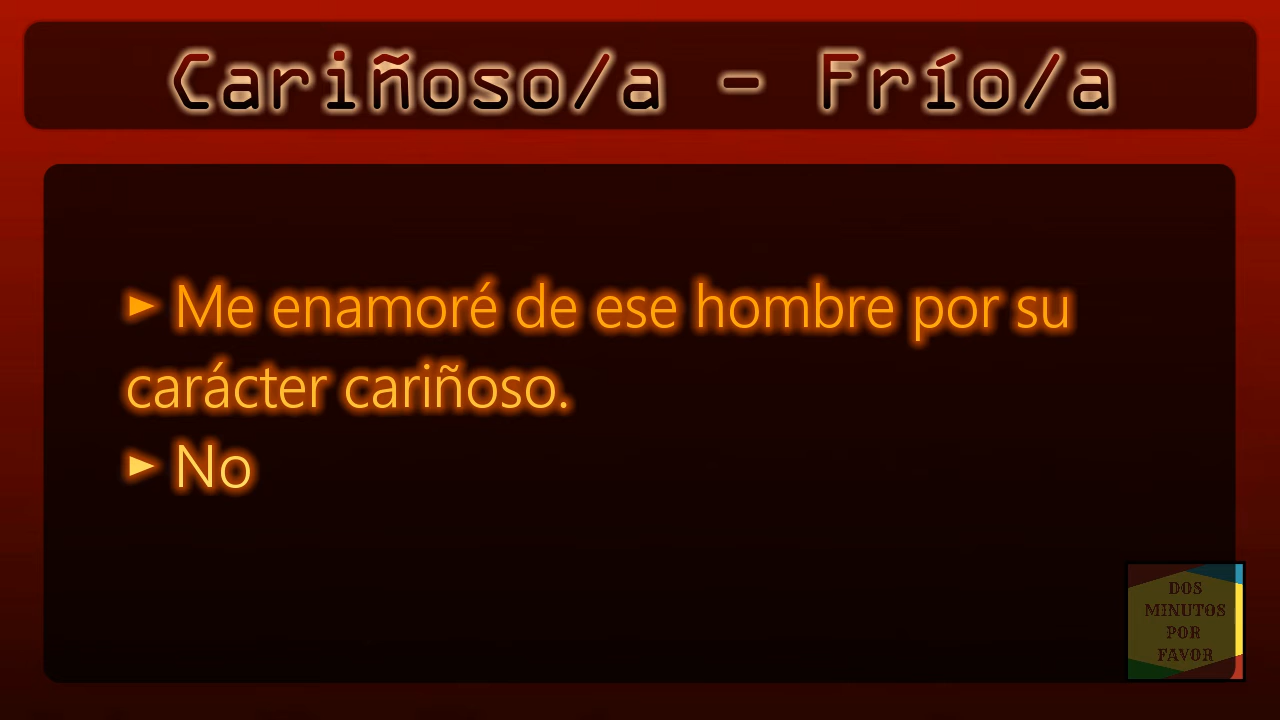 Cariñoso/a - Frío/a
► Me enamoré de ese hombre por su
carácter cariñoso.
► No
DOS
MINUTOS
POR
FAVOR